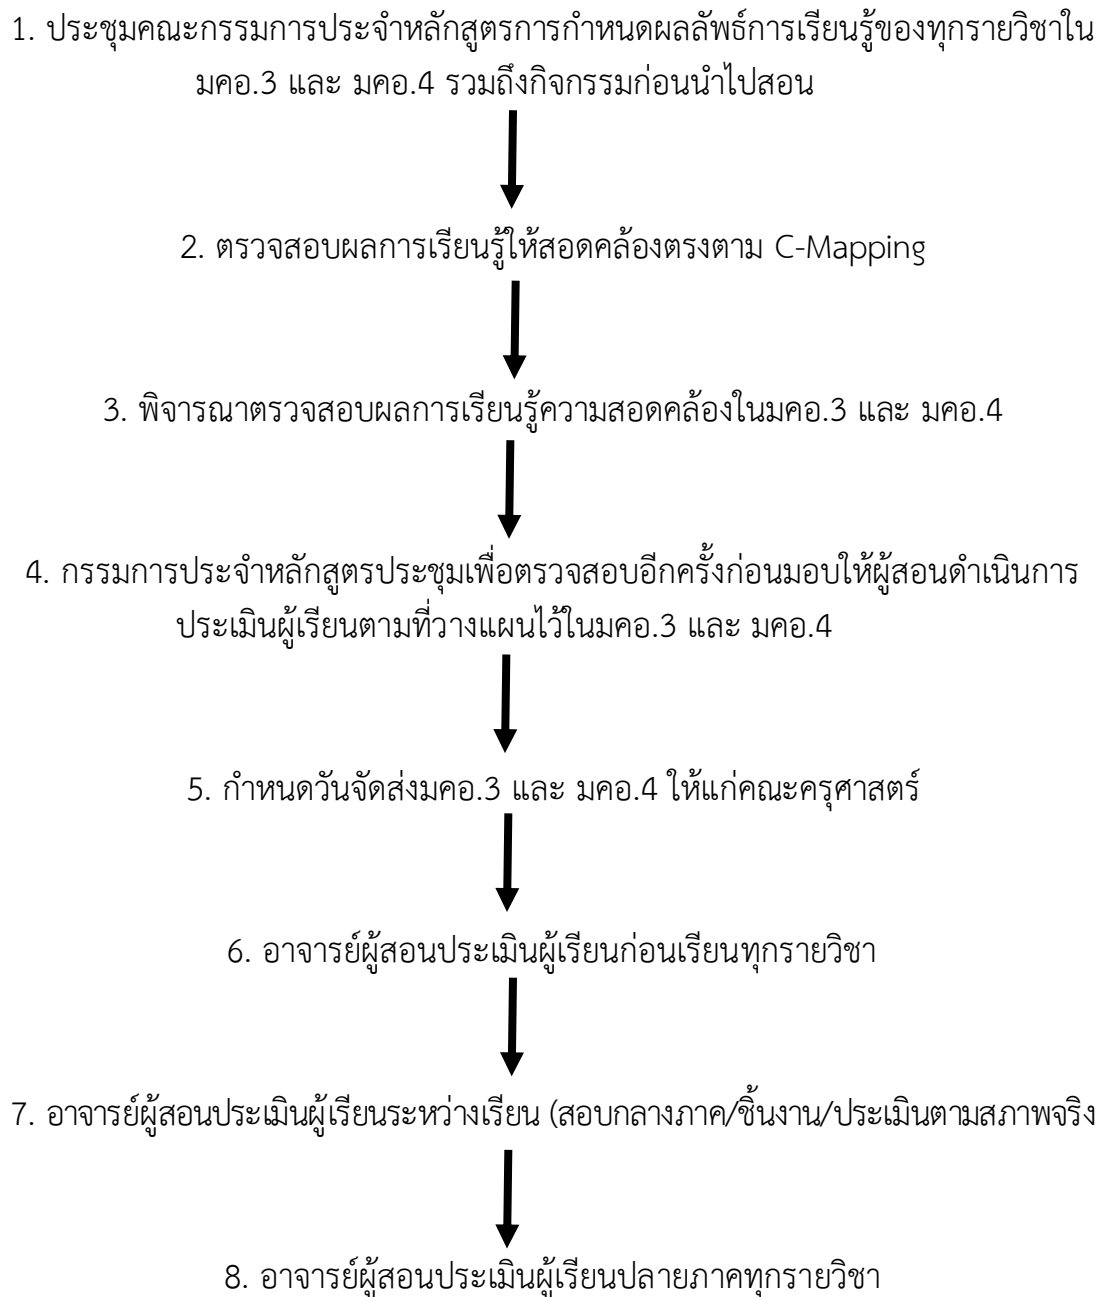 1. ประชุมคณะกรรมการประจำหลักสูตรการกำหนดผลลัพธ์การเรียนรู้ของทุกรายวิชาใน
มคอ.3 และ มคอ.4 รวมถึงกิจกรรมก่อนนำไปสอน
2. ตรวจสอบผลการเรียนรู้ให้สอดคล้องตรงตาม C-Mapping
3. พิจารณาตรวจสอบผลการเรียนรู้ความสอดคล้องในมคอ.3 และ มคอ.4
4. กรรมการประจำหลักสูตรประชุมเพื่อตรวจสอบอีกครั้งก่อนมอบให้ผู้สอนดำเนินการ
ประเมินผู้เรียนตามที่วางแผนไว้ในมคอ.3 และ มคอ.4
5. กำหนดวันจัดส่งมคอ.3 และ มคอ.4 ให้แก่คณะครุศาสตร์
6. อาจารย์ผู้สอนประเมินผู้เรียนก่อนเรียนทุกรายวิชา
7. อาจารย์ผู้สอนประเมินผู้เรียนระหว่างเรียน (สอบกลางภาค/ชิ้นงาน/ประเมินตามสภาพจริง
8. อาจารย์ผู้สอนประเมินผู้เรียนปลายภาคทุกรายวิชา